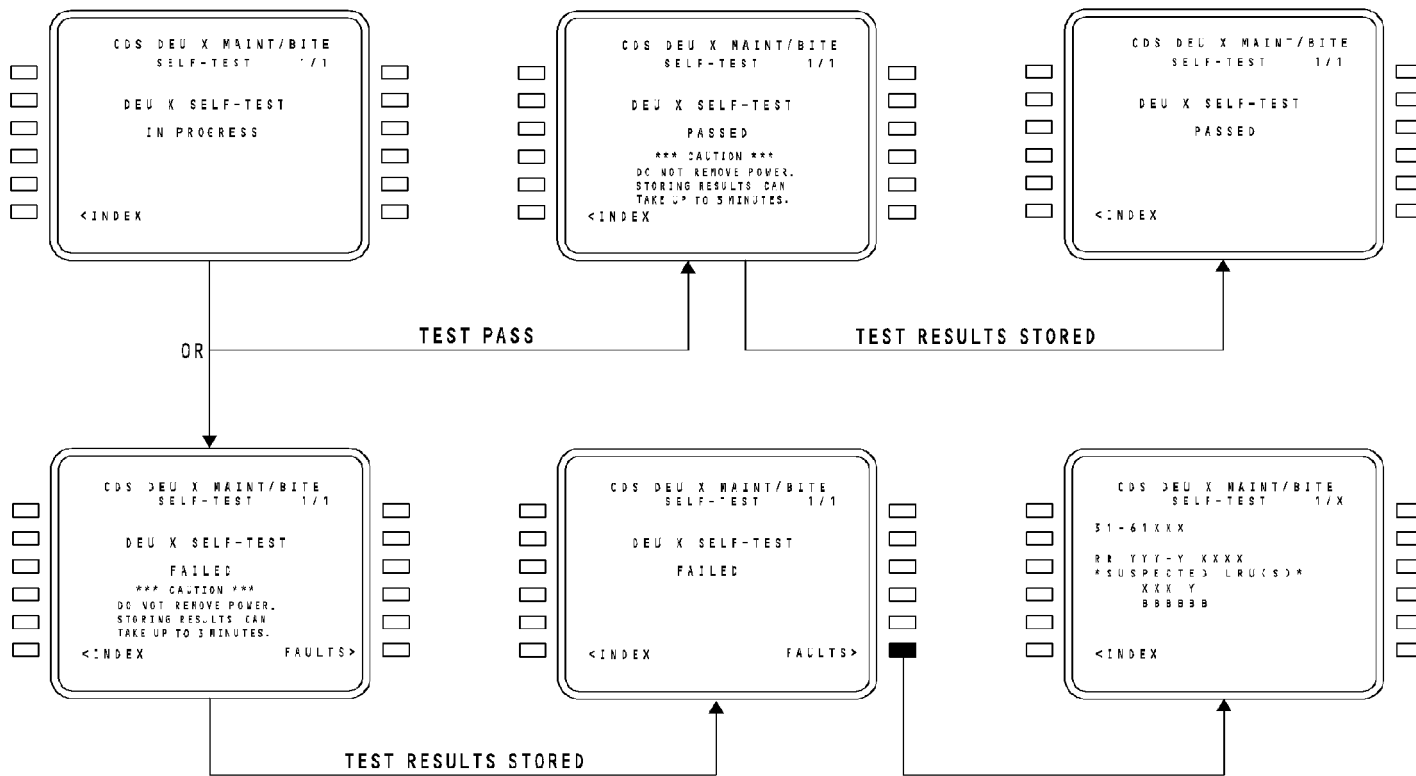 CDS DEU X MAINT/BITE
SELF-TEST 1/1
DEU X SELF-TEST
IN PROGRESS
<INDEX
CDS DEU X MAINT/BITE
SELF-TEST 1/1
DEU X SELF-TEST
PASSED
*** CAUTION ***
DO NOT REMOVE POWER.
STORING RESULTS CAN
TAKE UP TO 3 MINUTES.
<INDEX
CDS DEU X MAINT/BITE
SELF-TEST 1/1
DEU X SELF-TEST
PASSED
<INDEX
OR
TEST PASS
TEST RESULTS STORED
CDS DEU X MAINT/BITE
SELF-TEST 1/1
DEU X SELF-TEST
FAILED
*** CAUTION ***
DO NOT REMOVE POWER.
STORING RESULTS CAN
TAKE UP TO 3 MINUTES.
<INDEX FAULTS>
CDS DEU X MAINT/BITE
SELF-TEST 1/1
DEU X SELF-TEST
FAILED
<INDEX FAULTS>
CDS DEU X MAINT/BITE
SELF-TEST 1/X
31-61XXX
RR YYY-Y XXXX
*SUSPECTED LRU(S)*
XXX Y
BBBBBB
<INDEX
TEST RESULTS STORED